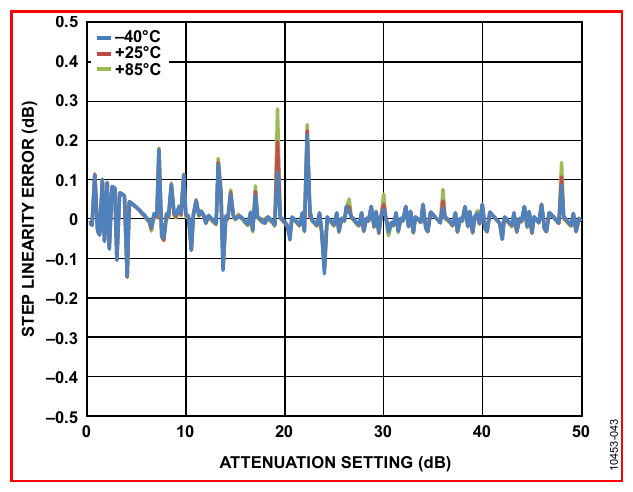 0.5
0.4
0.3
0.2
0.1
0
–0.1
–0.2
–0.3
–0.4
–0.5
STEP LINEARITY ERROR (dB)
–40°C
+25°C
+85°C
0 10 20 30 40 50
ATTENUATION SETTING (dB)
10453-043